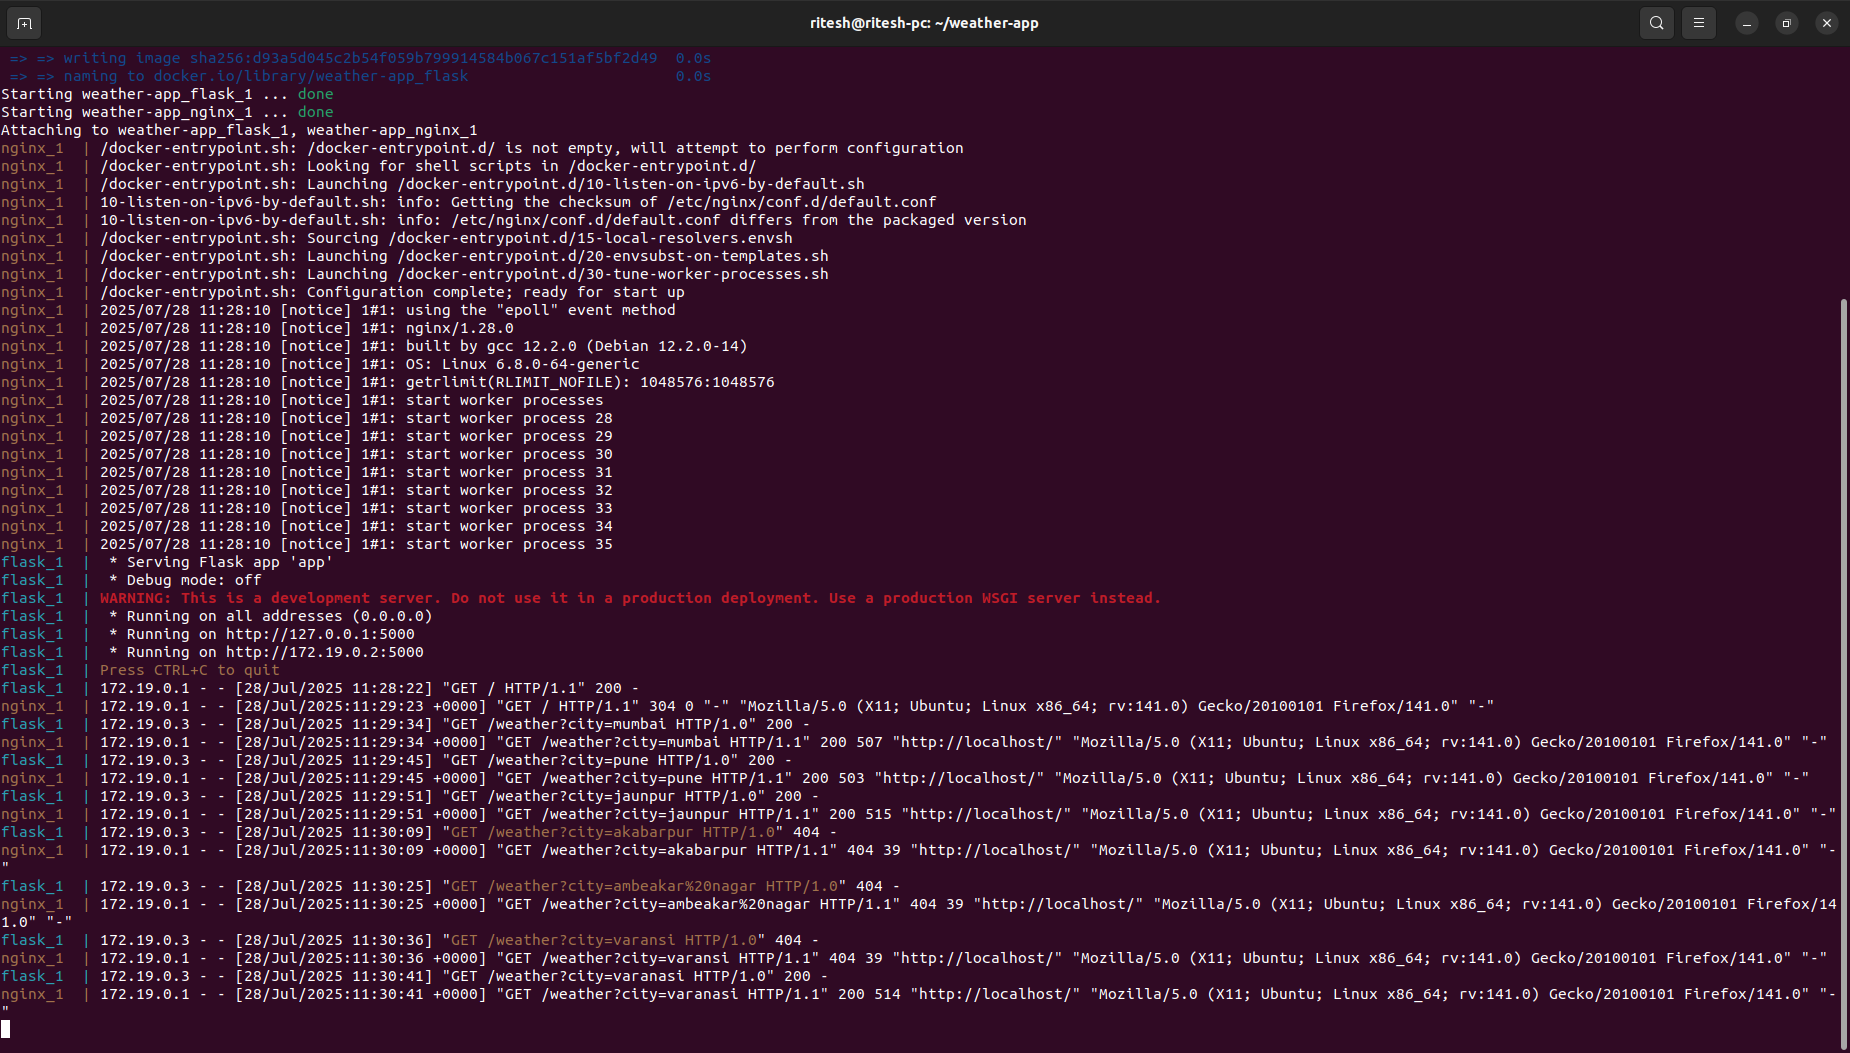 ritesh@ritesh-pc: ~/weather-app
=> => writing image sha256:d93a5d045c2b54f059b799914584b067c151af5bf2d49 0.0s
=> => naming to docker.io/library/weather-app_flask 0.0s
Starting weather-app_flask_1 ... done
Starting weather-app_nginx_1 ... done
Attaching to weather-app_flask_1, weather-app_nginx_1
nginx_1 | /docker-entrypoint.sh: /docker-entrypoint.d/ is not empty, will attempt to perform configuration
nginx_1 | /docker-entrypoint.sh: Looking for shell scripts in /docker-entrypoint.d/
nginx_1 | /docker-entrypoint.sh: Launching /docker-entrypoint.d/10-listen-on-ipv6-by-default.sh
nginx_1 | 10-listen-on-ipv6-by-default.sh: info: Getting the checksum of /etc/nginx/conf.d/default.conf
nginx_1 | 10-listen-on-ipv6-by-default.sh: info: /etc/nginx/conf.d/default.conf differs from the packaged version
nginx_1 | /docker-entrypoint.sh: Sourcing /docker-entrypoint.d/15-local-resolvers.envsh
nginx_1 | /docker-entrypoint.sh: Launching /docker-entrypoint.d/20-envsubst-on-templates.sh
nginx_1 | /docker-entrypoint.sh: Launching /docker-entrypoint.d/30-tune-worker-processes.sh
nginx_1 | /docker-entrypoint.sh: Configuration complete; ready for start up
nginx_1 | 2025/07/28 11:28:10 [notice] 1#1: using the "epoll" event method
nginx_1 | 2025/07/28 11:28:10 [notice] 1#1: nginx/1.28.0
nginx_1 | 2025/07/28 11:28:10 [notice] 1#1: built by gcc 12.2.0 (Debian 12.2.0-14)
nginx_1 | 2025/07/28 11:28:10 [notice] 1#1: OS: Linux 6.8.0-64-generic
nginx_1 | 2025/07/28 11:28:10 [notice] 1#1: getrlimit(RLIMIT_NOFILE): 1048576:1048576
nginx_1 | 2025/07/28 11:28:10 [notice] 1#1: start worker processes
nginx_1 | 2025/07/28 11:28:10 [notice] 1#1: start worker process 28
nginx_1 | 2025/07/28 11:28:10 [notice] 1#1: start worker process 29
nginx_1 | 2025/07/28 11:28:10 [notice] 1#1: start worker process 30
nginx_1 | 2025/07/28 11:28:10 [notice] 1#1: start worker process 31
nginx_1 | 2025/07/28 11:28:10 [notice] 1#1: start worker process 32
nginx_1 | 2025/07/28 11:28:10 [notice] 1#1: start worker process 33
nginx_1 | 2025/07/28 11:28:10 [notice] 1#1: start worker process 34
nginx_1 | 2025/07/28 11:28:10 [notice] 1#1: start worker process 35
flask_1 | * Serving Flask app 'app'
flask_1 | * Debug mode: off
flask_1 | WARNING: This is a development server. Do not use it in a production deployment. Use a production WSGI server instead.
flask_1 | * Running on all addresses (0.0.0.0)
flask_1 | * Running on http://127.0.0.1:5000
flask_1 | * Running on http://172.19.0.2:5000
flask_1 | Press CTRL+C to quit
flask_1 | 172.19.0.1 - - [28/Jul/2025 11:28:22] "GET / HTTP/1.1" 200 -
nginx_1 | 172.19.0.1 - - [28/Jul/2025:11:29:23 +0000] "GET / HTTP/1.1" 304 0 "-" "Mozilla/5.0 (X11; Ubuntu; Linux x86_64; rv:141.0) Gecko/20100101 Firefox/141.0" "-"
flask_1 | 172.19.0.3 - - [28/Jul/2025 11:29:34] "GET /weather?city=mumbai HTTP/1.0" 200 -
nginx_1 | 172.19.0.1 - - [28/Jul/2025:11:29:34 +0000] "GET /weather?city=mumbai HTTP/1.1" 200 507 "http://localhost/" "Mozilla/5.0 (X11; Ubuntu; Linux x86_64; rv:141.0) Gecko/20100101 Firefox/141.0" "-"
flask_1 | 172.19.0.3 - - [28/Jul/2025 11:29:45] "GET /weather?city=pune HTTP/1.0" 200 -
nginx_1 | 172.19.0.1 - - [28/Jul/2025:11:29:45 +0000] "GET /weather?city=pune HTTP/1.1" 200 503 "http://localhost/" "Mozilla/5.0 (X11; Ubuntu; Linux x86_64; rv:141.0) Gecko/20100101 Firefox/141.0" "-"
flask_1 | 172.19.0.3 - - [28/Jul/2025 11:29:51] "GET /weather?city=jaunpur HTTP/1.0" 200 -
nginx_1 | 172.19.0.1 - - [28/Jul/2025:11:29:51 +0000] "GET /weather?city=jaunpur HTTP/1.1" 200 515 "http://localhost/" "Mozilla/5.0 (X11; Ubuntu; Linux x86_64; rv:141.0) Gecko/20100101 Firefox/141.0" "-"
flask_1 | 172.19.0.3 - - [28/Jul/2025 11:30:09] "GET /weather?city=akabarpur HTTP/1.0" 404 -
nginx_1 | 172.19.0.1 - - [28/Jul/2025:11:30:09 +0000] "GET /weather?city=akabarpur HTTP/1.1" 404 39 "http://localhost/" "Mozilla/5.0 (X11; Ubuntu; Linux x86_64; rv:141.0) Gecko/20100101 Firefox/141.0" "-
"
flask_1 | 172.19.0.3 - - [28/Jul/2025 11:30:25] "GET /weather?city=ambeakar%20nagar HTTP/1.0" 404 -
nginx_1 | 172.19.0.1 - - [28/Jul/2025:11:30:25 +0000] "GET /weather?city=ambeakar%20nagar HTTP/1.1" 404 39 "http://localhost/" "Mozilla/5.0 (X11; Ubuntu; Linux x86_64; rv:141.0) Gecko/20100101 Firefox/14
1.0" "-"
flask_1 | 172.19.0.3 - - [28/Jul/2025 11:30:36] "GET /weather?city=varansi HTTP/1.0" 404 -
nginx_1 | 172.19.0.1 - - [28/Jul/2025:11:30:36 +0000] "GET /weather?city=varansi HTTP/1.1" 404 39 "http://localhost/" "Mozilla/5.0 (X11; Ubuntu; Linux x86_64; rv:141.0) Gecko/20100101 Firefox/141.0" "-"
flask_1 | 172.19.0.3 - - [28/Jul/2025 11:30:41] "GET /weather?city=varanasi HTTP/1.0" 200 -
nginx_1 | 172.19.0.1 - - [28/Jul/2025:11:30:41 +0000] "GET /weather?city=varanasi HTTP/1.1" 200 514 "http://localhost/" "Mozilla/5.0 (X11; Ubuntu; Linux x86_64; rv:141.0) Gecko/20100101 Firefox/141.0" "-
"